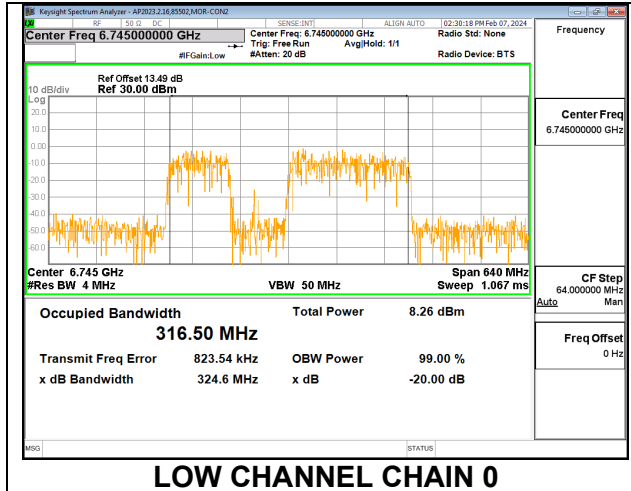 Keysight Spectrum Analyzer - AP2023.2.16,85502,MOR-CON2
RF 50 Ω DC SENSE:INT ALIGN AUTO 02:30:18 PM Feb 07, 2024
Center Freq 6.745000000 GHz Center Freq: 6.745000000 GHz Radio Std: None
Trig: Free Run Avg|Hold: 1/1
#IFGain:Low #Atten: 20 dB Radio Device: BTS
Frequency
Ref Offset 13.49 dB
10 dB/div Ref 30.00 dBm
Log
20.0
10.0
0.00
-10.0
-20.0
-30.0
-40.0
-50.0
-60.0
Center Freq
6.745000000 GHz
Center 6.745 GHz Span 640 MHz
#Res BW 4 MHz VBW 50 MHz Sweep 1.067 ms
CF Step
64.000000 MHz
Auto Man
Freq Offset
0 Hz
Occupied Bandwidth Total Power 8.26 dBm
316.50 MHz
Transmit Freq Error 823.54 kHz OBW Power 99.00 %
x dB Bandwidth 324.6 MHz x dB -20.00 dB
MSG STATUS
LOW CHANNEL CHAIN 0